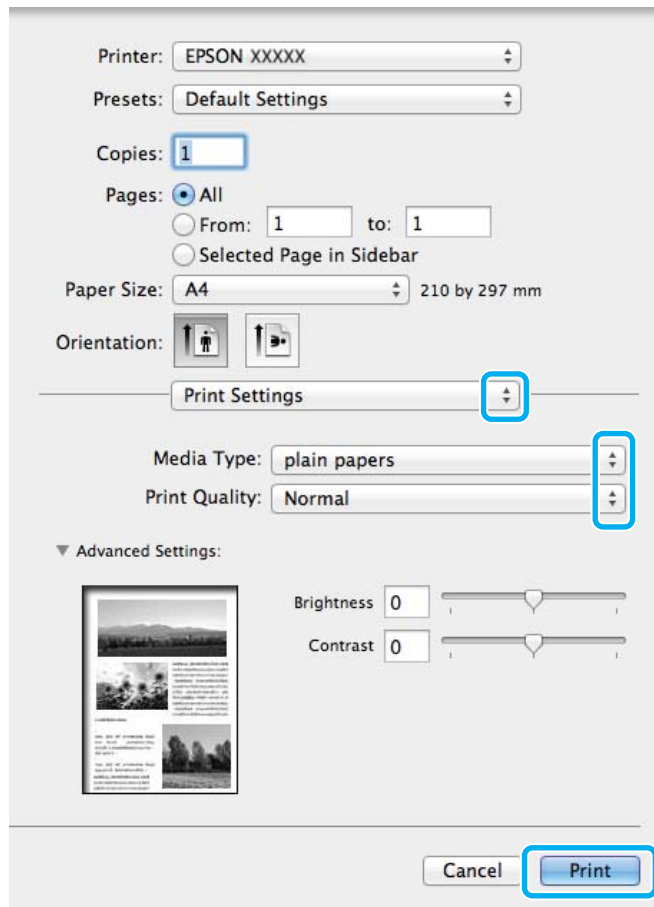 Printer: EPSON XXXXX
Presets: Default Settings
Copies: 1
Pages: All
From: 1 to: 1
Selected Page in Sidebar
Paper Size: A4 210 by 297 mm
Orientation:
Print Settings
Media Type: plain papers
Print Quality: Normal
Advanced Settings:
Brightness 0
Contrast 0
Cancel Print